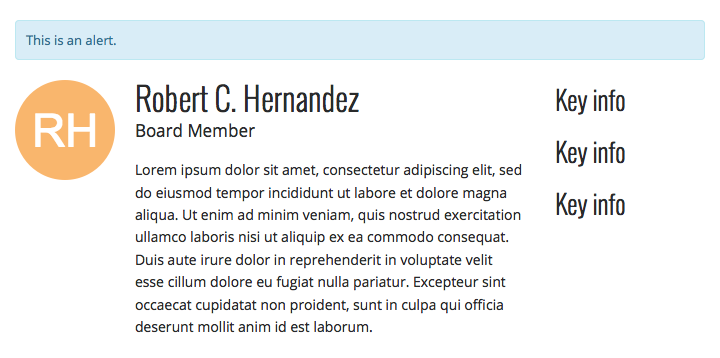 This is an alert.
RH
Robert C. Hernandez
Board Member
Lorem ipsum dolor sit amet, consectetur adipiscing elit, sed
do eiusmod tempor incididunt ut labore et dolore magna
aliqua. Ut enim ad minim veniam, quis nostrud exercitation
ullamco laboris nisi ut aliquip ex ea commodo consequat.
Duis aute irure dolor in reprehenderit in voluptate velit
esse cillum dolore eu fugiat nulla pariatur. Excepteur sint
occaecat cupidatat non proident, sunt in culpa qui officia
deserunt mollit anim id est laborum.
Key info
Key info
Key info